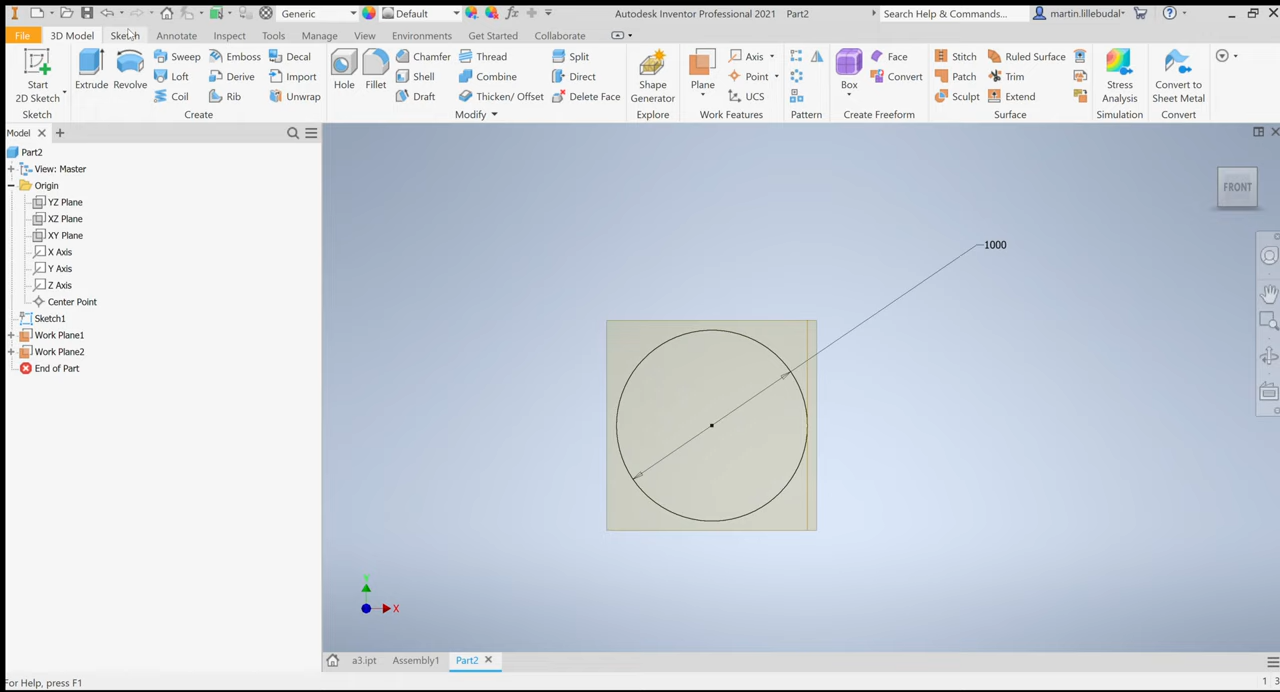 Generic
Default
Autodesk Inventor Professional 2021 Part2
Search Help & Commands...
martin.lillebudal
File
3D Model
Sketch
Annotate
Inspect
Tools
Manage
View
Environments
Get Started
Collaborate
Start
2D Sketch
Sketch
Extrude
Revolve
Sweep
Loft
Coil
Emboss
Derive
Rib
Decal
Import
Unwrap
Create
Hole
Fillet
Chamfer
Shell
Draft
Thread
Combine
Thicken/ Offset
Split
Direct
Delete Face
Modify
Shape
Generator
Explore
Plane
Axis
Point
UCS
Work Features
Pattern
Box
Face
Convert
Create Freeform
Stitch
Patch
Sculpt
Ruled Surface
Trim
Extend
Surface
Stress
Analysis
Simulation
Convert to
Sheet Metal
Convert
Model
Part2
View: Master
Origin
YZ Plane
XZ Plane
XY Plane
X Axis
Y Axis
Z Axis
Center Point
Sketch1
Work Plane1
Work Plane2
End of Part
FRONT
1000
Y
X
a3.ipt
Assembly1
Part2
For Help, press F1
1 3